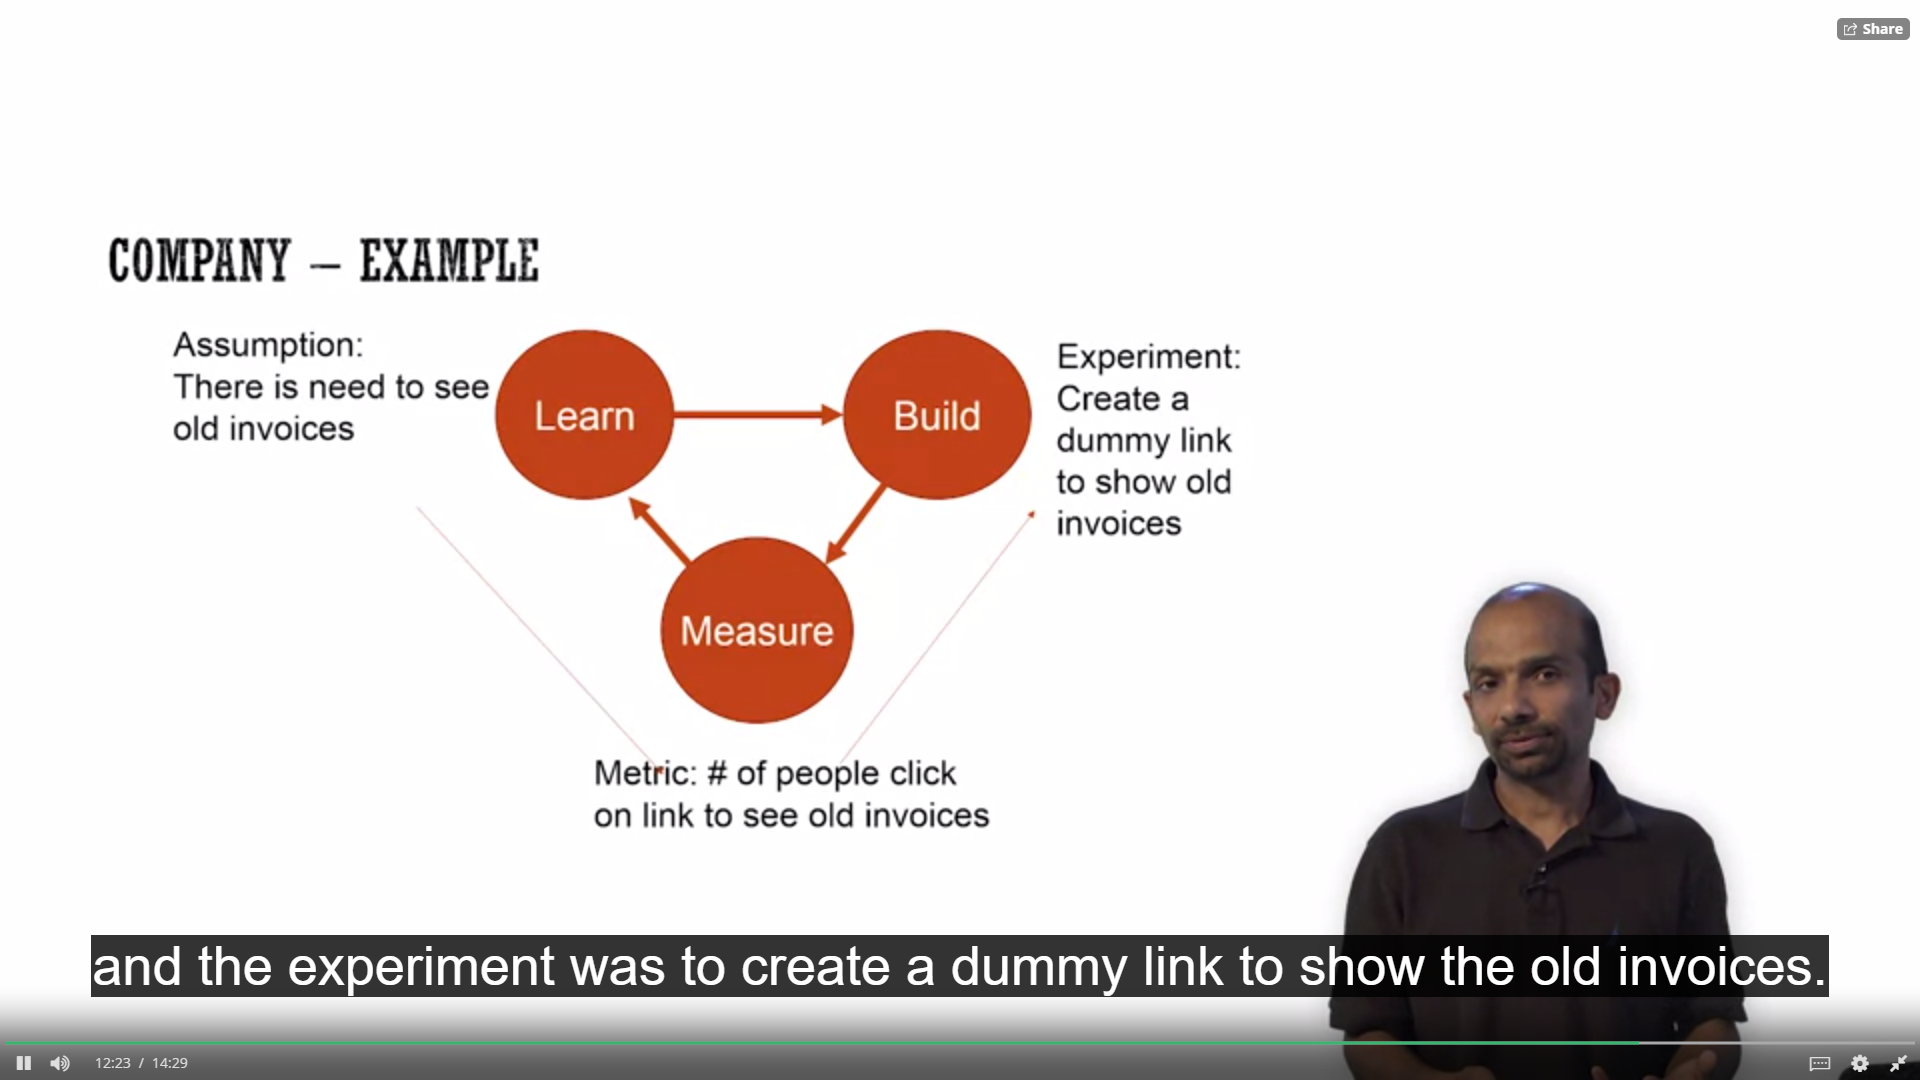 Share
COMPANY – EXAMPLE
Assumption:
There is need to see
old invoices
Learn
Build
Experiment:
Create a
dummy link
to show old
invoices
Measure
Metric: # of people click
on link to see old invoices
and the experiment was to create a dummy link to show the old invoices.
12:23 / 14:29